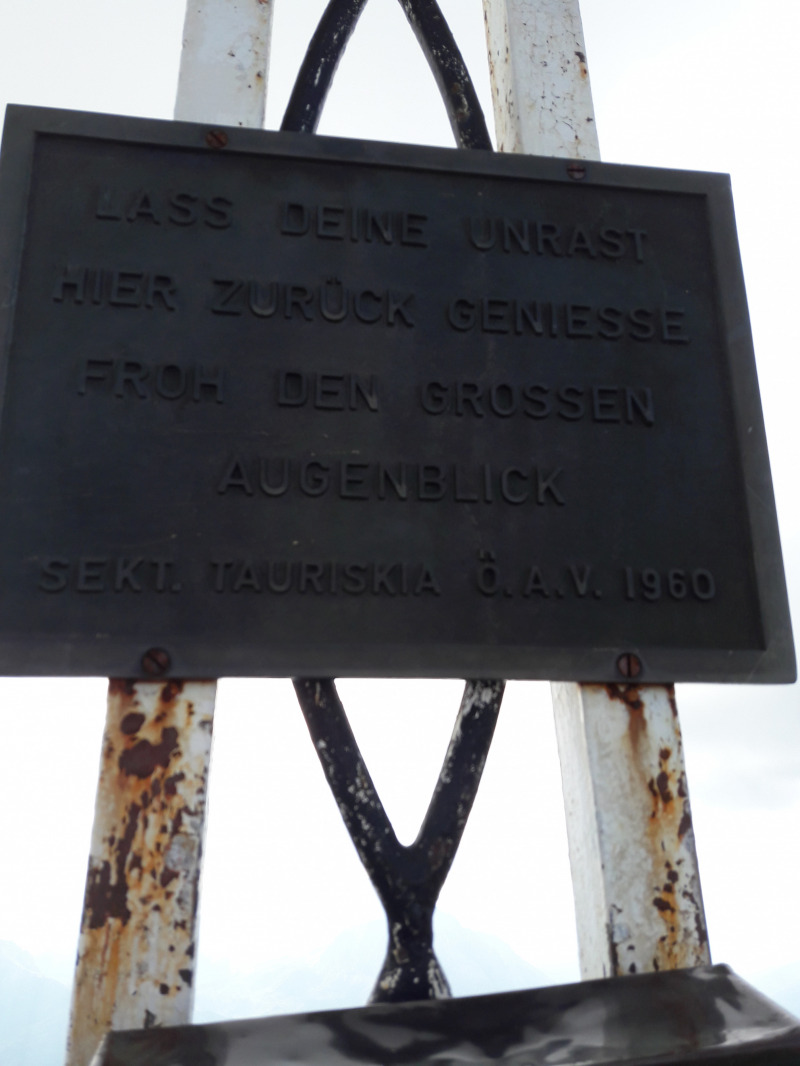 LASS DEINE UNRAST
HIER ZURÜCK GENIESSE
FROH DEN GROSSEN
AUGENBLICK
SEKT. TAURISKIA Ö.A.V. 1960